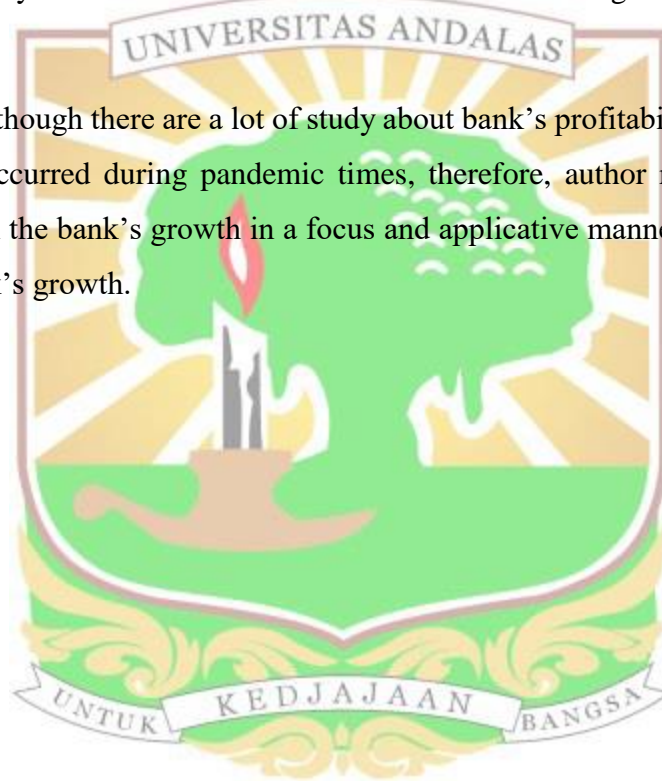 UNIVERSITAS ANDALAS
though there are a lot of study about bank's profitabi
ccurred during pandemic times, therefore, author
the bank's growth in a focus and applicative mann
's growth.
UNTUK KEDJAJAAN BANGSA